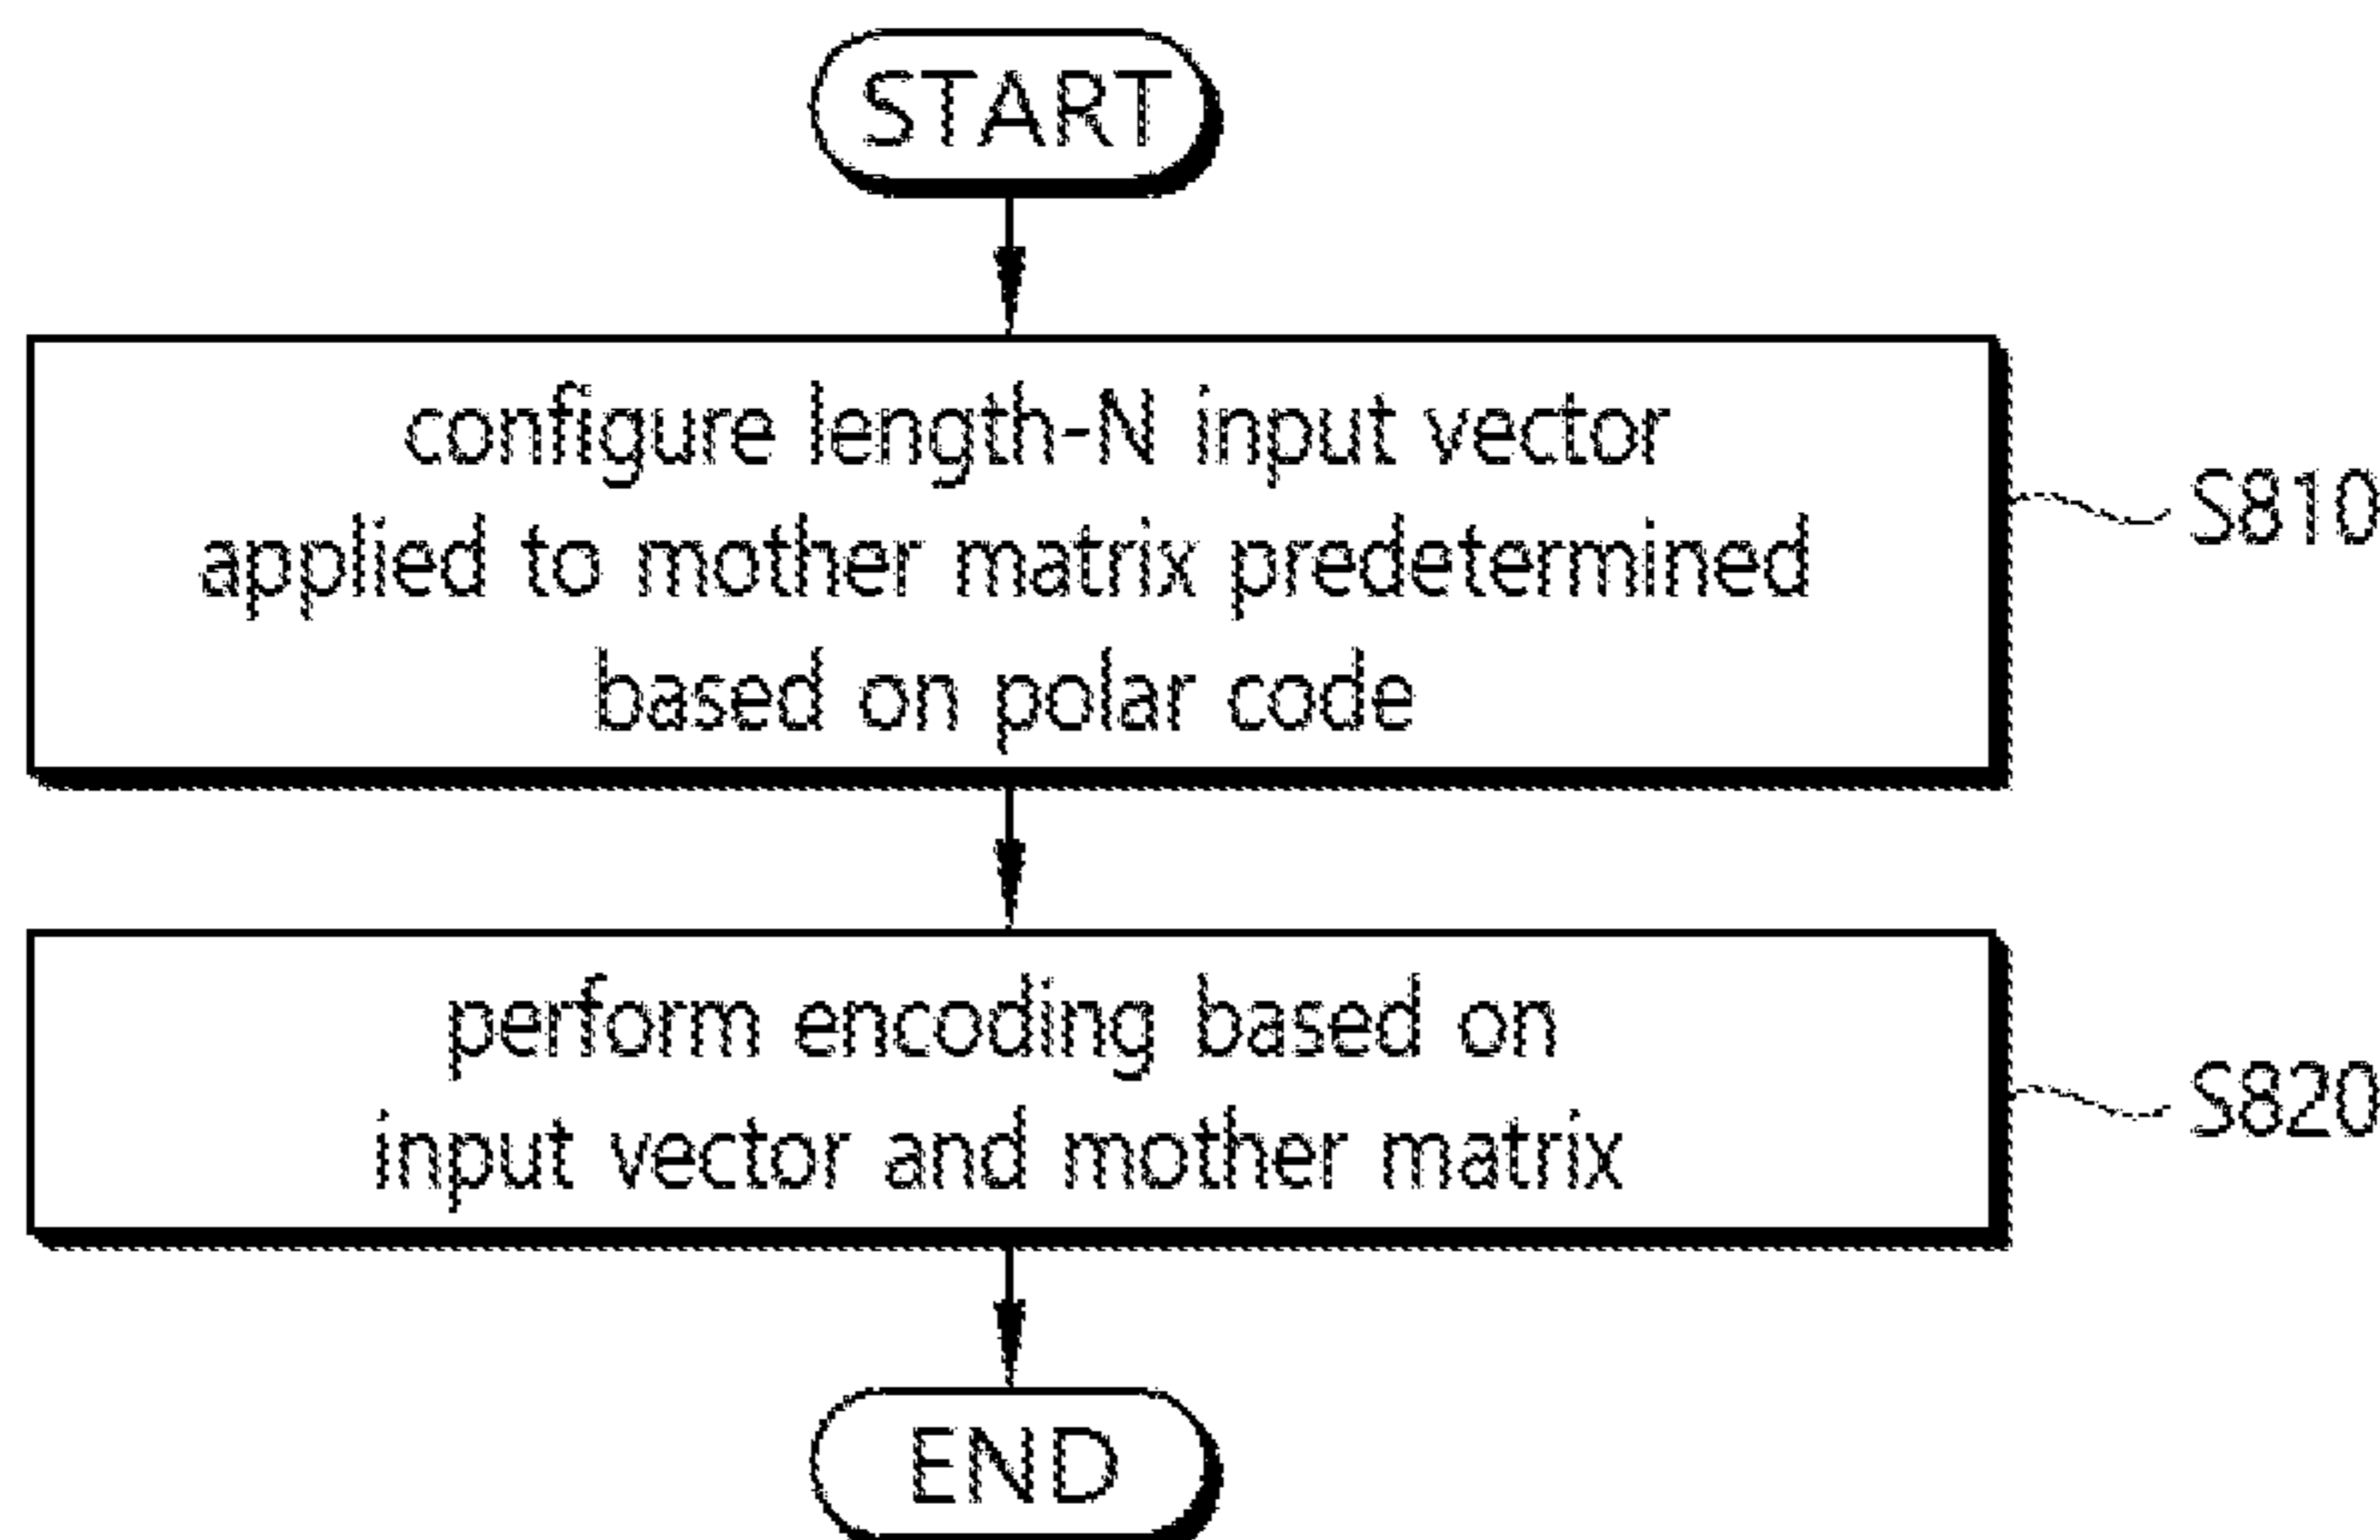 START
configure length-N input vector
applied to mother matrix predetermined
based on polar code
S810
perform encoding based on
input vector and mother matrix
S820
END